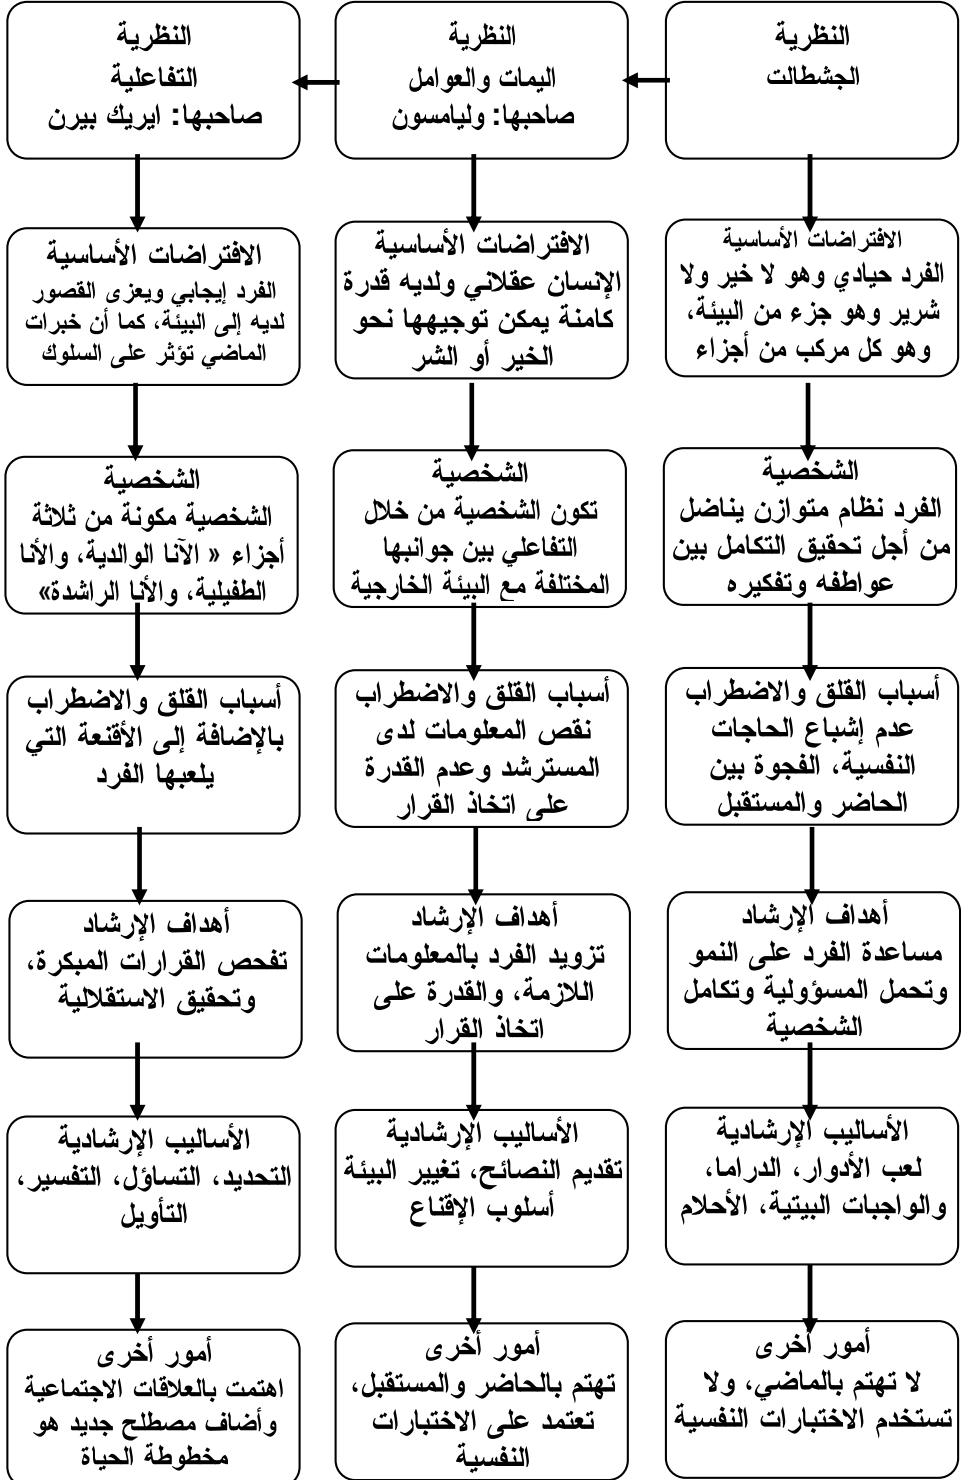 النظرية
الجشطالت
الافتراضات الأساسية
الفرد حيادي وهو لا خير ولا
شرير وهو جزء من البيئة،
وهو كل مركب من أجزاء
الشخصية
الفرد نظام متوازن يناضل
من أجل تحقيق التكامل بين
عواطفه وتفكيره
أسباب القلق والاضطراب
عدم إشباع الحاجات
النفسية، الفجوة بين
الحاضر والمستقبل
أهداف الإرشاد
مساعدة الفرد على النمو
وتحمل المسؤولية وتكامل
الشخصية
الأساليب الإرشادية
لعب الأدوار، الدراما،
والواجبات البيتية، الأحلام
أمور أخرى
لا تهتم بالماضي، ولا
تستخدم الاختبارات النفسية
النظرية
اليمات والعوامل
صاحبها: وليامسون
الافتراضات الأساسية
الإنسان عقلاني ولديه قدرة
كامنة يمكن توجيهها نحو
الخير أو الشر
الشخصية
تكون الشخصية من خلال
التفاعلي بين جوانبها
المختلفة مع البيئة الخارجية
أسباب القلق والاضطراب
نقص المعلومات لدى
المسترشد وعدم القدرة
على اتخاذ القرار
أهداف الإرشاد
تزويد الفرد بالمعلومات
اللازمة، والقدرة على
اتخاذ القرار
الأساليب الإرشادية
تقديم النصائح، تغيير البيئة
أسلوب الإقناع
أمور أخرى
تهتم بالحاضر والمستقبل،
تعتمد على الاختبارات
النفسية
النظرية
التفاعلية
صاحبها: ايريك بيرن
الافتراضات الأساسية
الفرد إيجابي ويعزى القصور
لديه إلى البيئة، كما أن خبرات
الماضي تؤثر على السلوك
الشخصية
الشخصية مكونة من ثلاثة
أجزاء « الآنا الوالدية، والأنا
الطفيلية، والأنا الراشدة»
أسباب القلق والاضطراب
بالإضافة إلى الأقنعة التي
يلعبها الفرد
أهداف الإرشاد
تفحص القرارات المبكرة،
وتحقيق الاستقلالية
الأساليب الإرشادية
التحديد، التساؤل، التفسير،
التأويل
أمور أخرى
اهتمت بالعلاقات الاجتماعية
وأضاف مصطلح جديد هو
مخطوطة الحياة